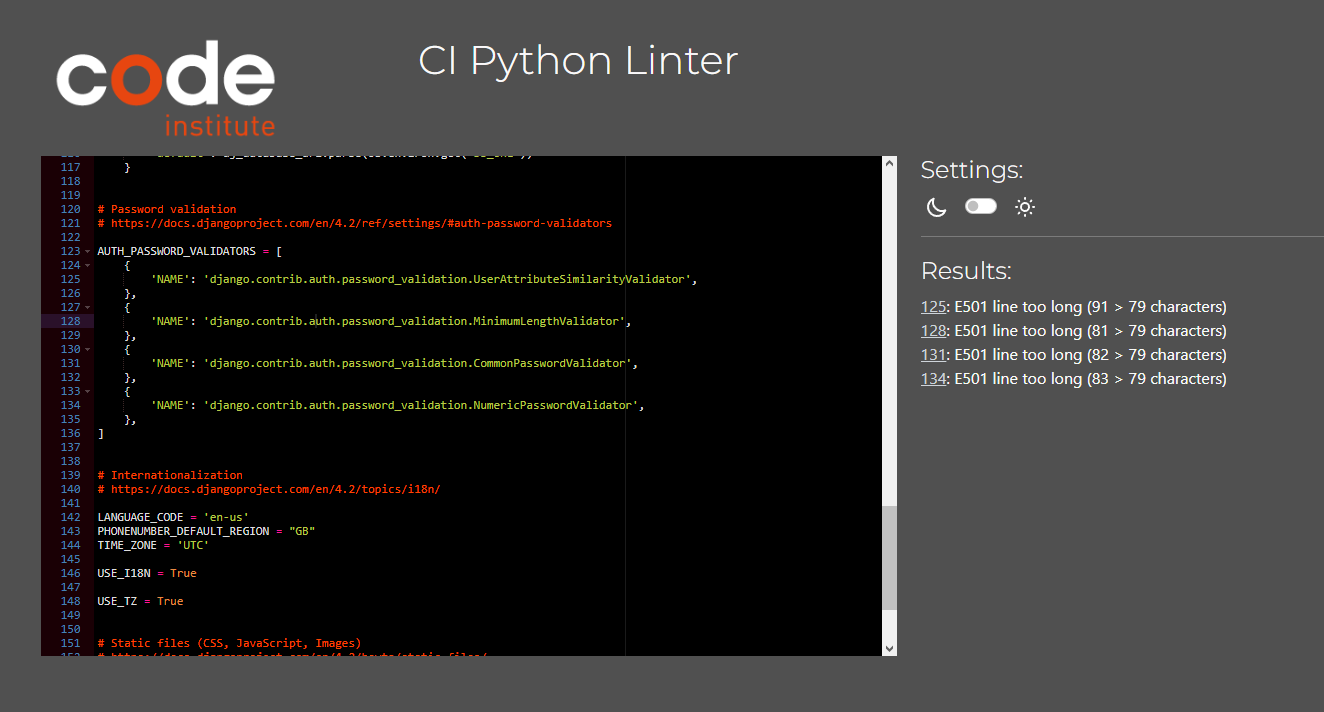 code
institute
CI Python Linter
117 }
118
119
120 # Password validation
121 # https://docs.djangoproject.com/en/4.2/ref/settings/#auth-password-validators
122
123 AUTH_PASSWORD_VALIDATORS = [
124 {
125 'NAME': 'django.contrib.auth.password_validation.UserAttributeSimilarityValidator',
126 },
127 {
128 'NAME': 'django.contrib.auth.password_validation.MinimumLengthValidator',
129 },
130 {
131 'NAME': 'django.contrib.auth.password_validation.CommonPasswordValidator',
132 },
133 {
134 'NAME': 'django.contrib.auth.password_validation.NumericPasswordValidator',
135 },
136 ]
137
138
139 # Internationalization
140 # https://docs.djangoproject.com/en/4.2/topics/i18n/
141
142 LANGUAGE_CODE = 'en-us'
143 PHONENUMBER_DEFAULT_REGION = "GB"
144 TIME_ZONE = 'UTC'
145
146 USE_I18N = True
147
148 USE_TZ = True
149
150
151 # Static files (CSS, JavaScript, Images)
Settings:
Results:
125: E501 line too long (91 > 79 characters)
128: E501 line too long (81 > 79 characters)
131: E501 line too long (82 > 79 characters)
134: E501 line too long (83 > 79 characters)